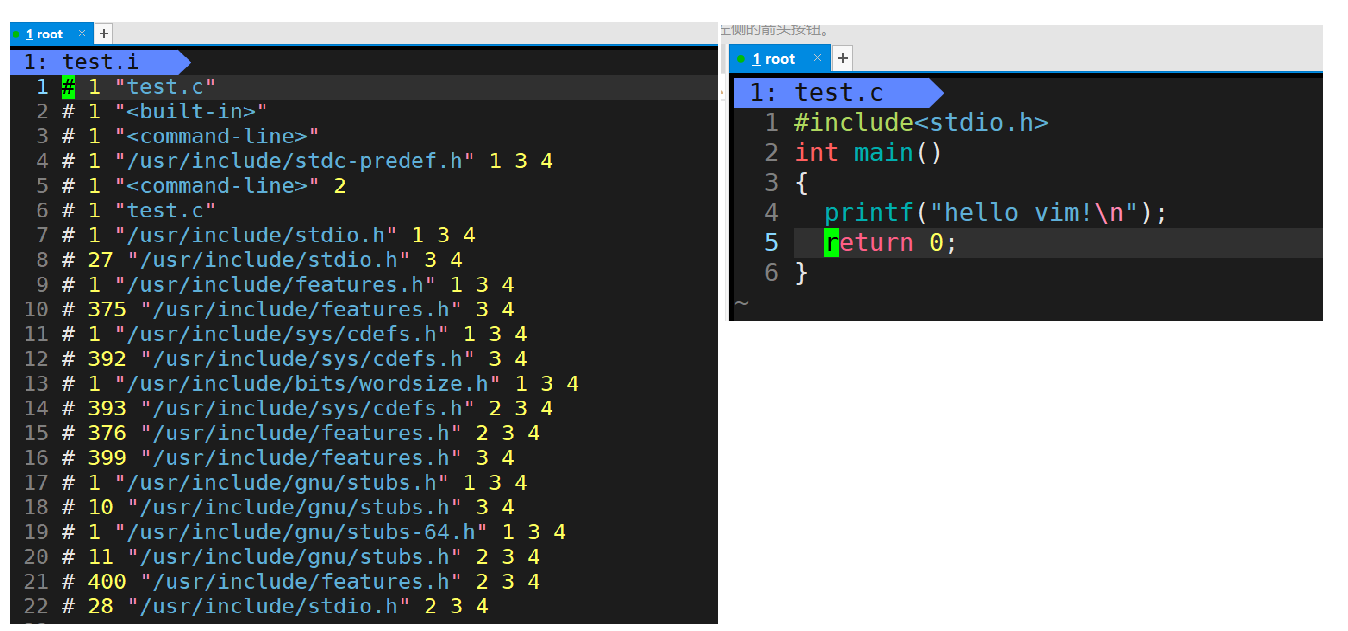 1 root × +
1: test.i
1 # 1 "test.c"
2 # 1 "<built-in>"
3 # 1 "<command-line>"
4 # 1 "/usr/include/stdc-predef.h" 1 3 4
5 # 1 "<command-line>" 2
6 # 1 "test.c"
7 # 1 "/usr/include/stdio.h" 1 3 4
8 # 27 "/usr/include/stdio.h" 3 4
9 # 1 "/usr/include/features.h" 1 3 4
10 # 375 "/usr/include/features.h" 3 4
11 # 1 "/usr/include/sys/cdefs.h" 1 3 4
12 # 392 "/usr/include/sys/cdefs.h" 3 4
13 # 1 "/usr/include/bits/wordsize.h" 1 3 4
14 # 393 "/usr/include/sys/cdefs.h" 2 3 4
15 # 376 "/usr/include/features.h" 2 3 4
16 # 399 "/usr/include/features.h" 3 4
17 # 1 "/usr/include/gnu/stubs.h" 1 3 4
18 # 10 "/usr/include/gnu/stubs.h" 3 4
19 # 1 "/usr/include/gnu/stubs-64.h" 1 3 4
20 # 11 "/usr/include/gnu/stubs.h" 2 3 4
21 # 400 "/usr/include/features.h" 2 3 4
22 # 28 "/usr/include/stdio.h" 2 3 4
左侧的箭头按钮。
1 root × +
1: test.c
1 #include<stdio.h>
2 int main()
3 {
4   printf("hello vim!\n");
5   return 0;
6 }
~